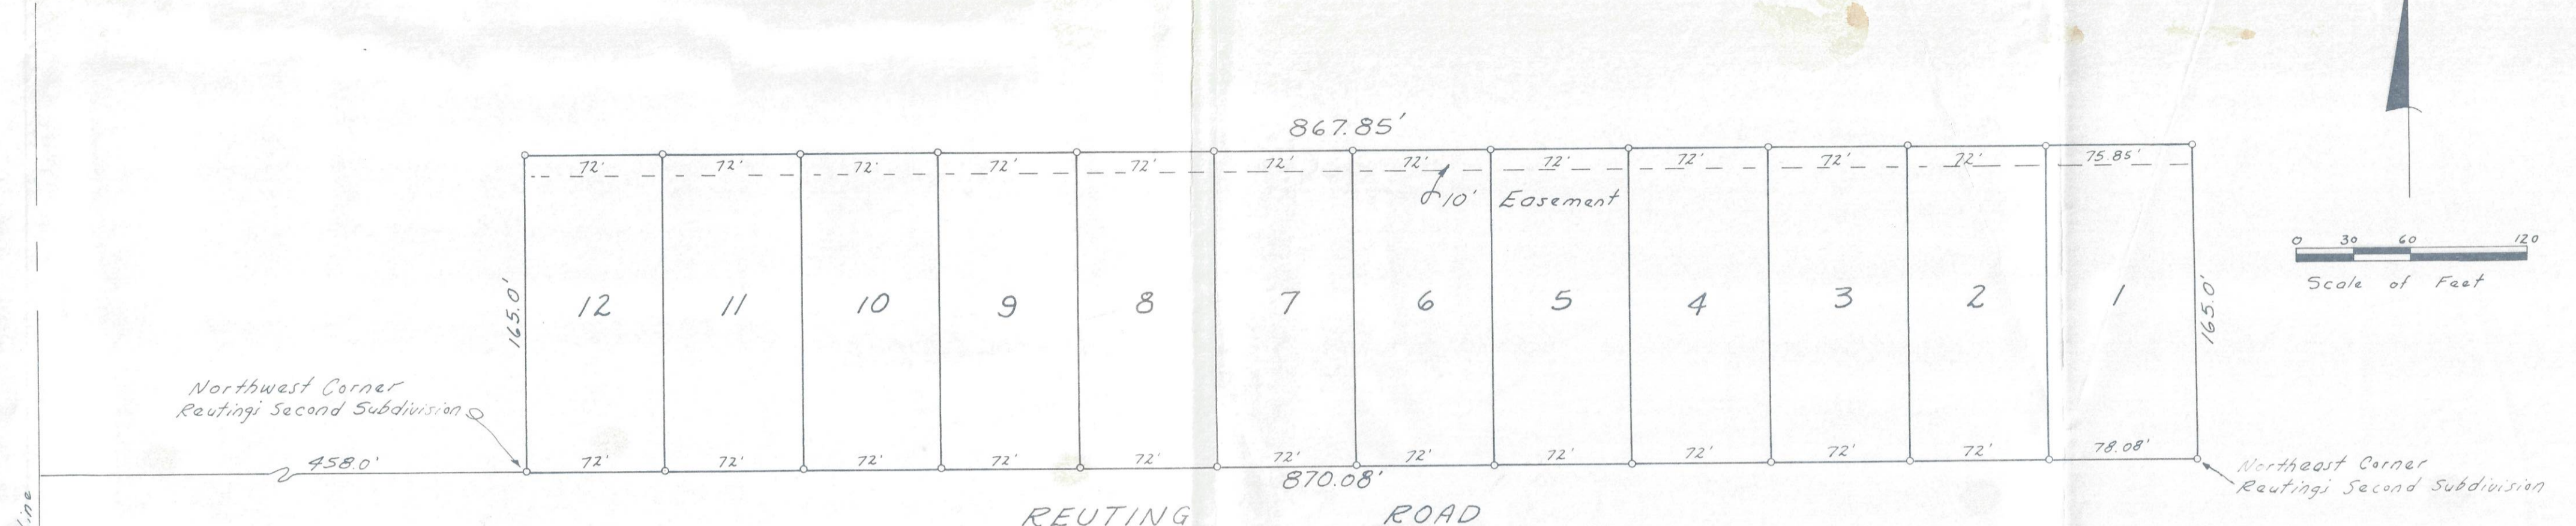 867.85'
72' 72' 72' 72' 72' 72' 72' 72' 72' 72' 72' 75.85'
10' Easement
0 30 60 120
Scale of Feet
165.0' 12 11 10 9 8 7 6 5 4 3 2 1 165.0'
Northwest Corner
Reuting's Second Subdivision
458.0' 72' 72' 72' 72' 72' 72' 72' 72' 72' 72' 72' 78.08'
870.08'
Northeast Corner
Reuting's Second Subdivision
REUTING ROAD